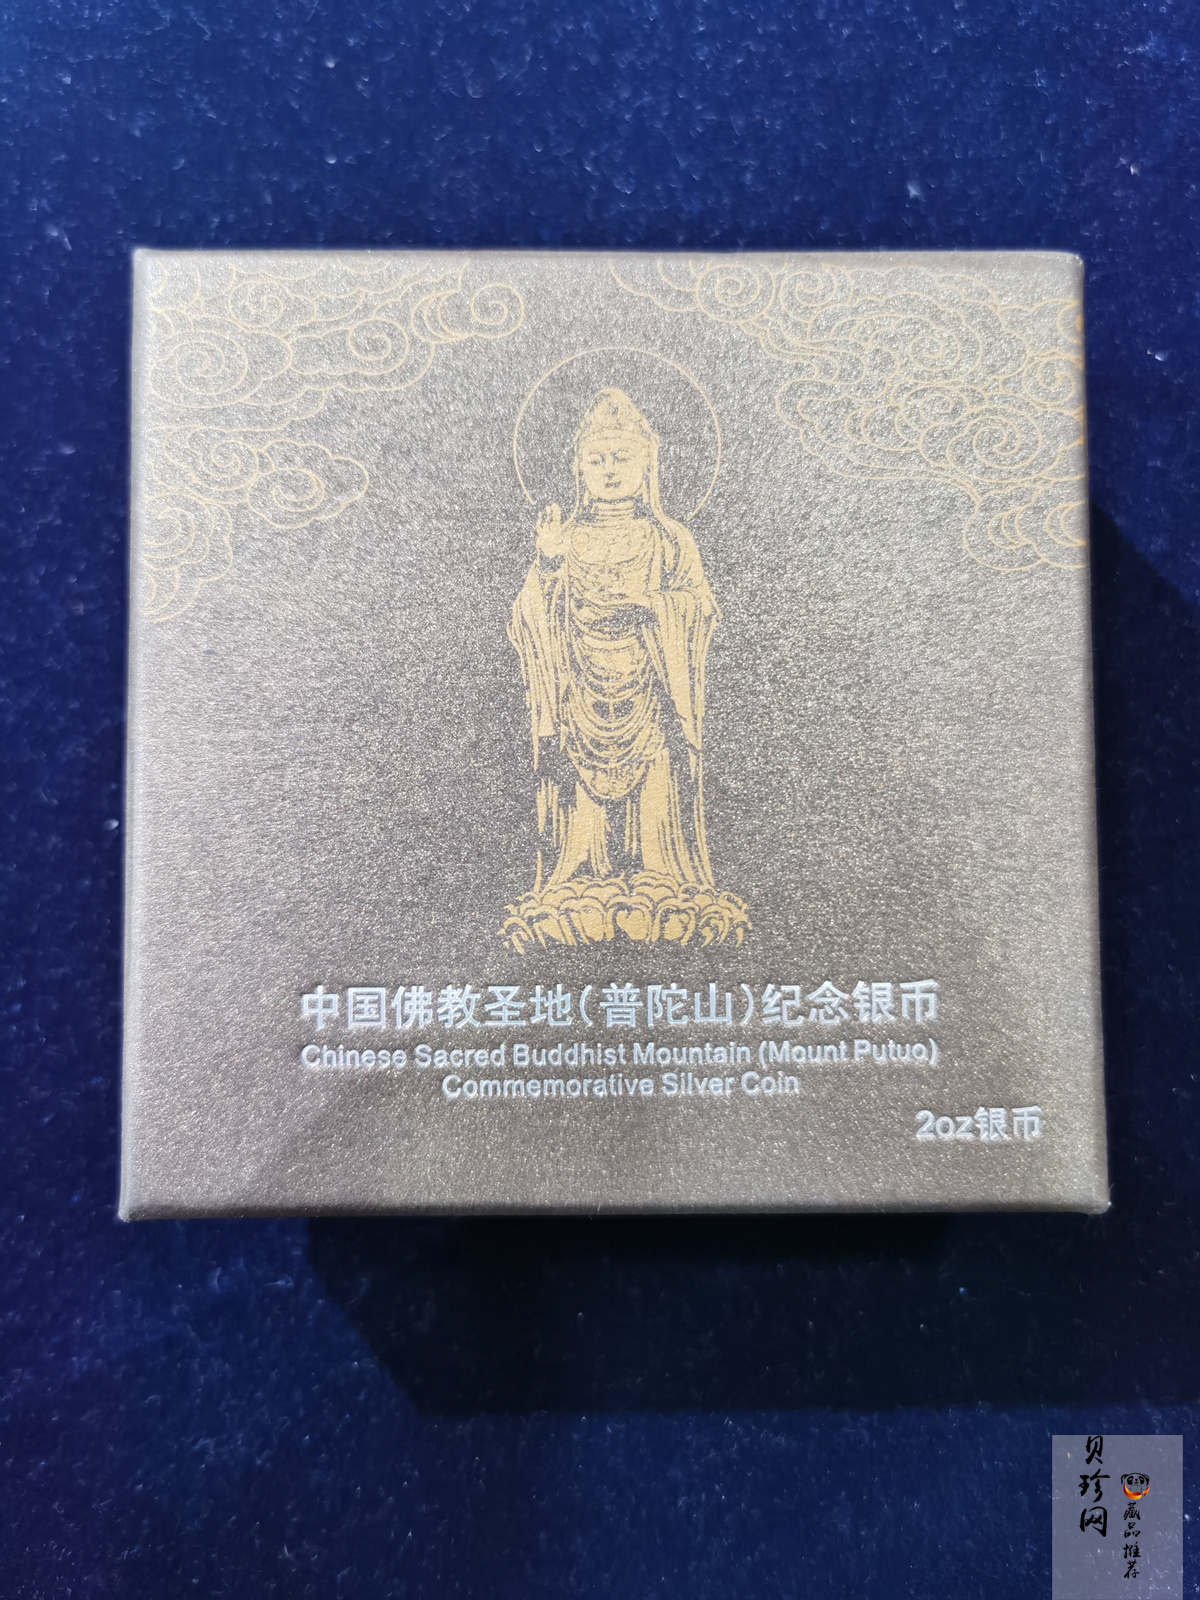 中国佛教圣地(普陀山)纪念银币
Chinese Sacred Buddhist Mountain (Mount Putuo)
Commemorative Silver Coin
2oz银币
贝珍网
藏品推荐